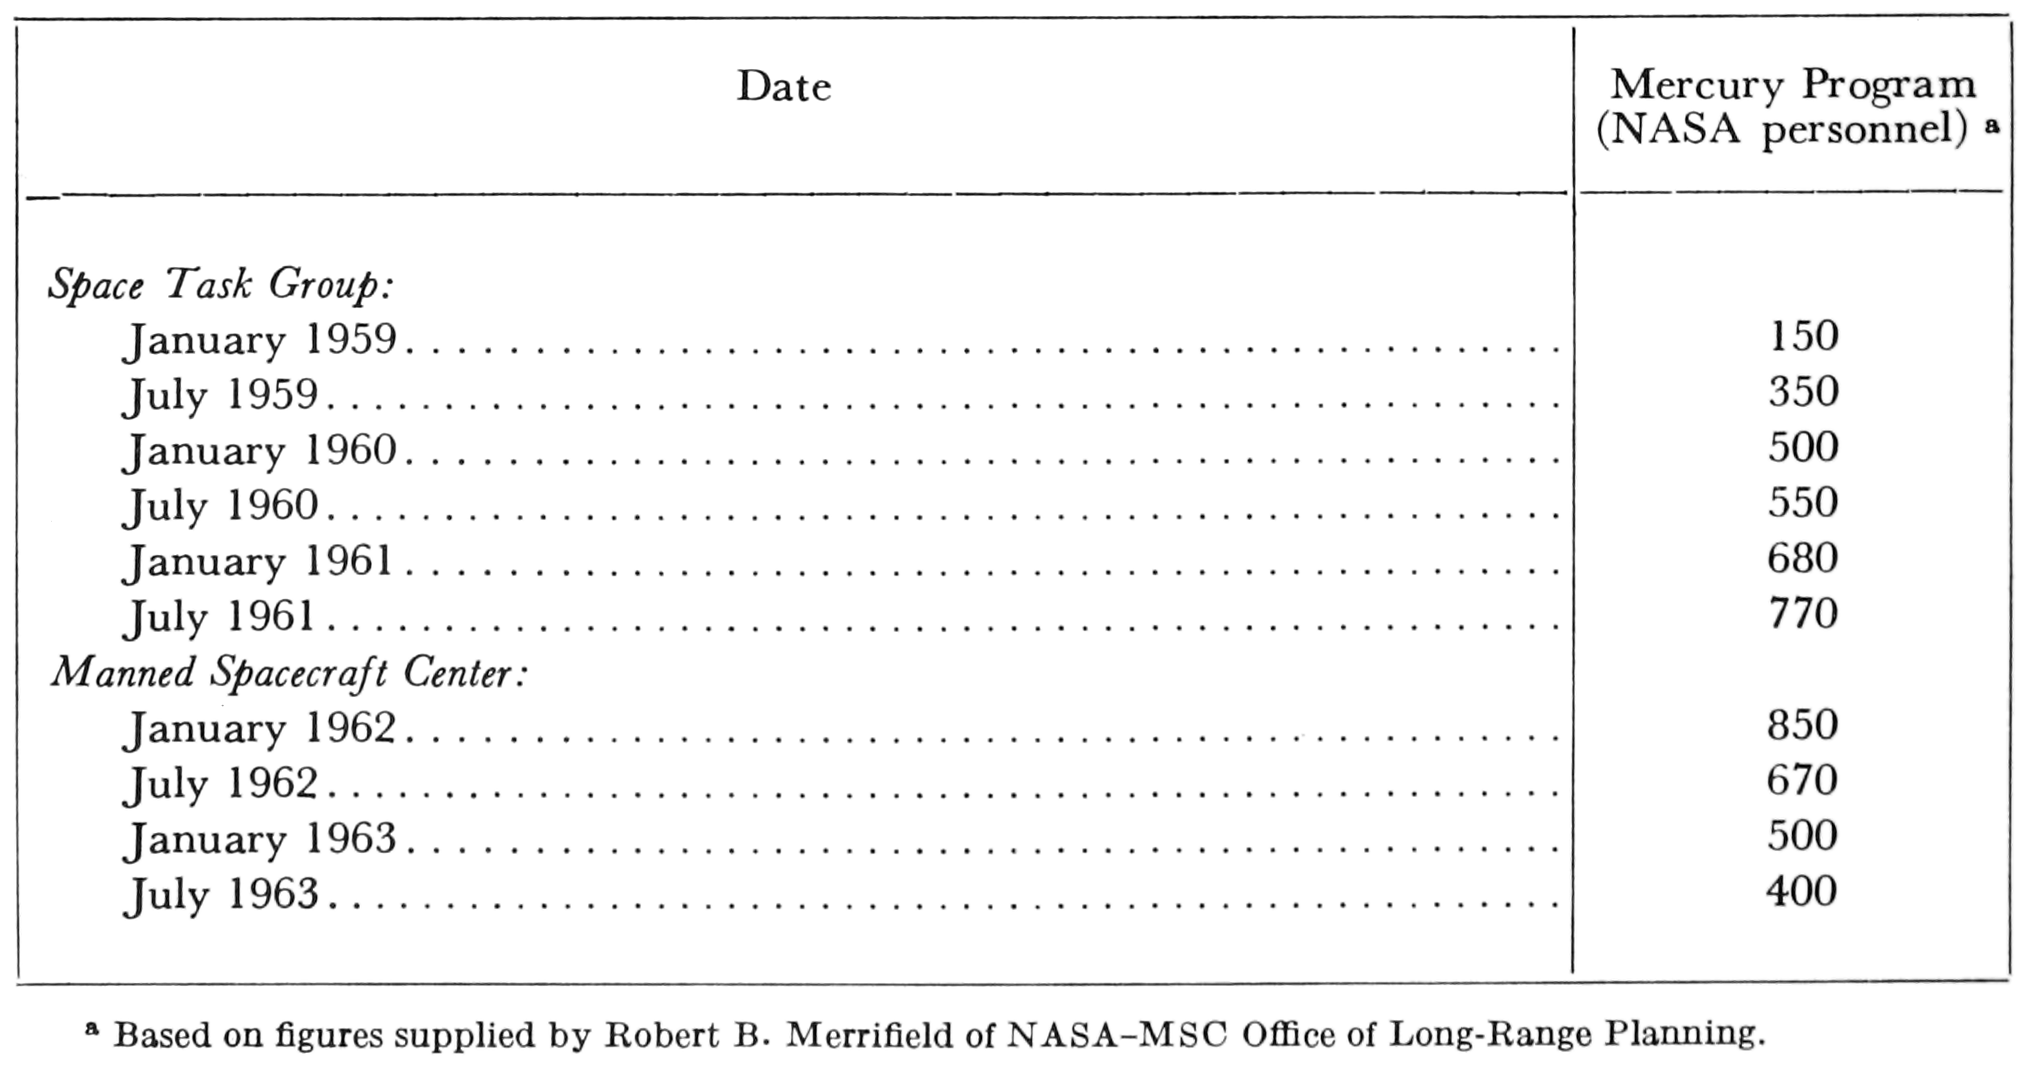 Date
Mercury Program
(NASA personnel) a
Space Task Group:
January 1959 150
July 1959 350
January 1960 500
July 1960 550
January 1961 680
July 1961 770
Manned Spacecraft Center:
January 1962 850
July 1962 670
January 1963 500
July 1963 400
a Based on figures supplied by Robert B. Merrifield of NASA–MSC Office of Long-Range Planning.